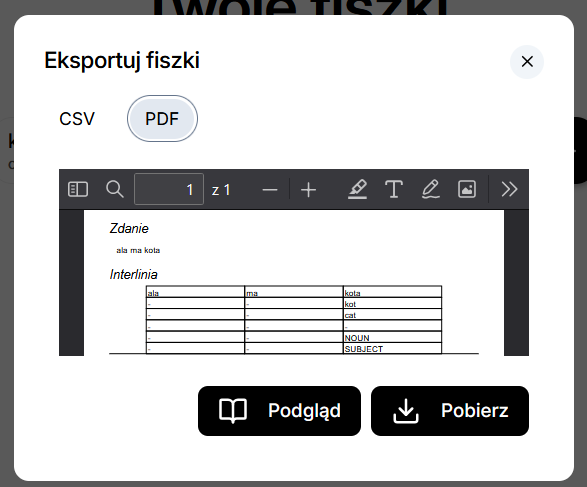 Twoje fiszki
Eksportuj fiszki
CSV PDF
1 z 1
Zdanie
ala ma kota
Interlinia
ala ma kota
- - kot
- - cat
- - -
- - NOUN
- - SUBJECT
Podgląd Pobierz